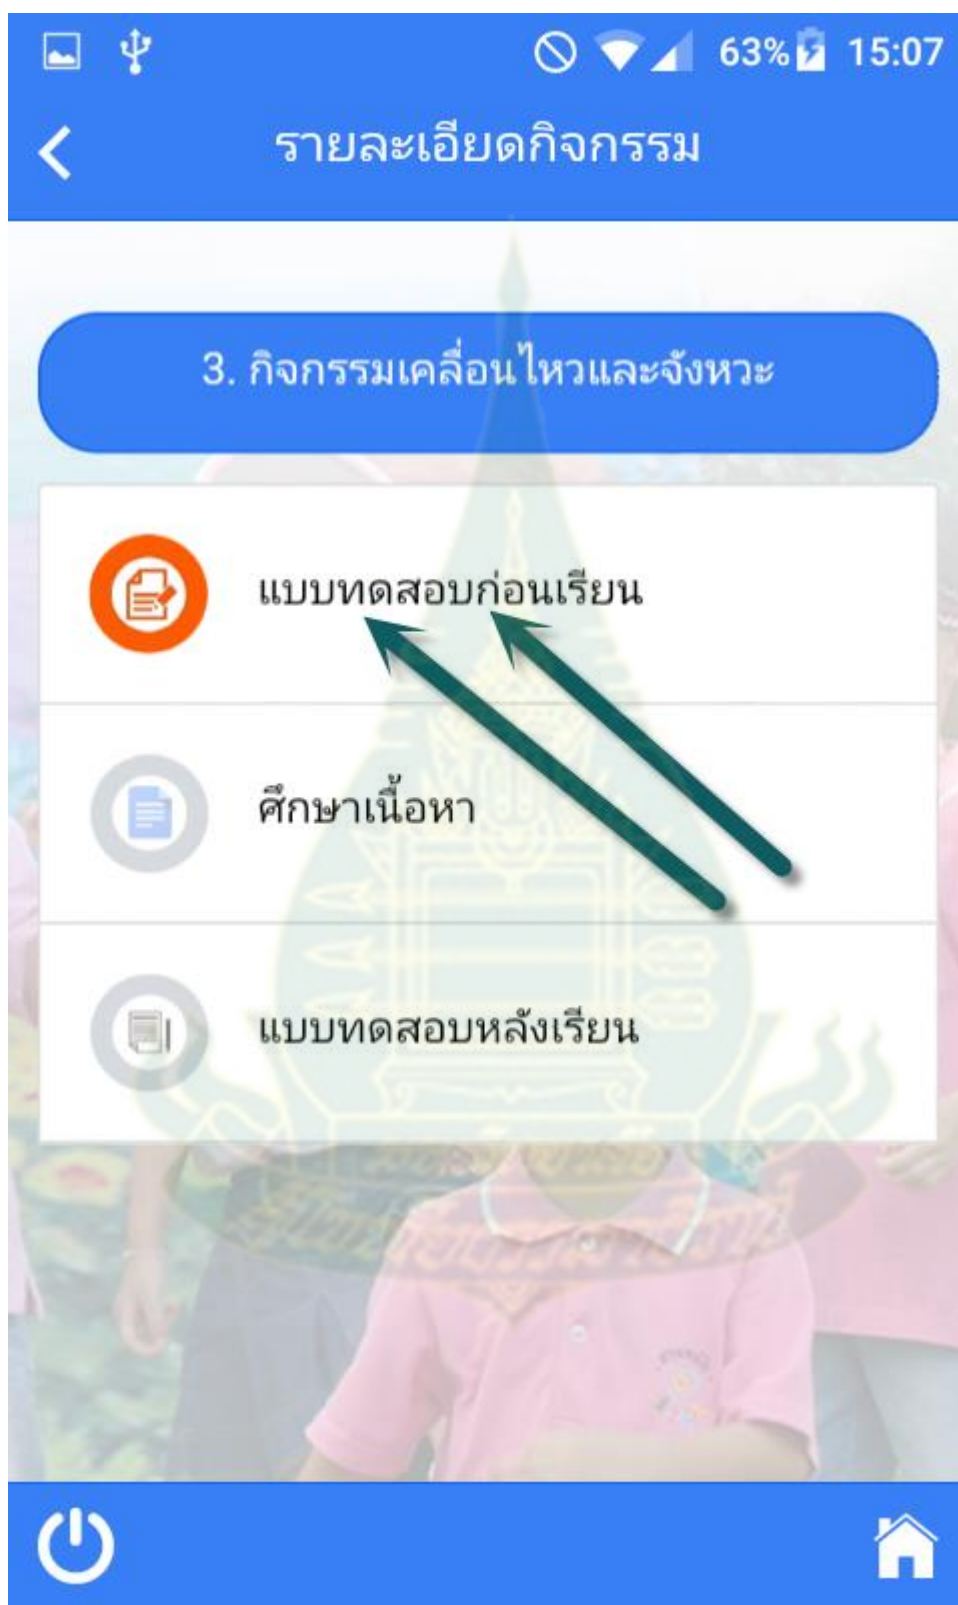 63% 15:07
รายละเอียดกิจกรรม
3. กิจกรรมเคลื่อนไหวและจังหวะ
แบบทดสอบก่อนเรียน
ศึกษาเนื้อหา
แบบทดสอบหลังเรียน